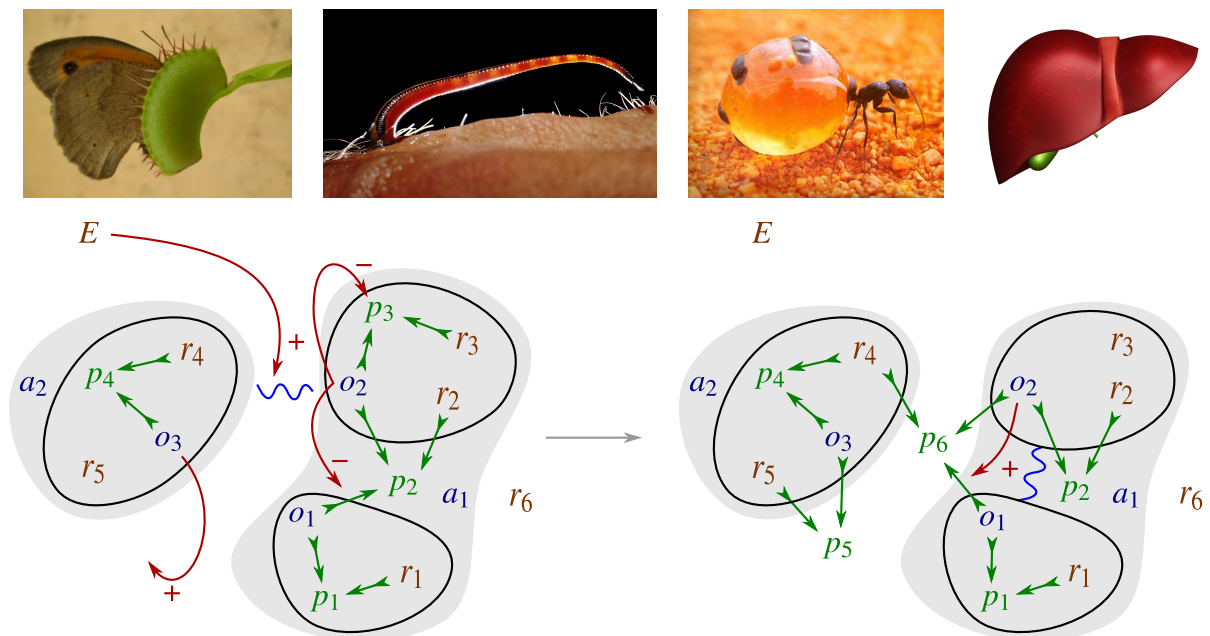 E
E
−
p3
+
r3
r4
r3
r4
p4
p4
a2
a2
o2
o2
r2
r2
o3
o3
p6
r5
r5
−
+
p2
p2
a1
a1
r6
r6
o1
o1
p5
r1
r1
+
p1
p1